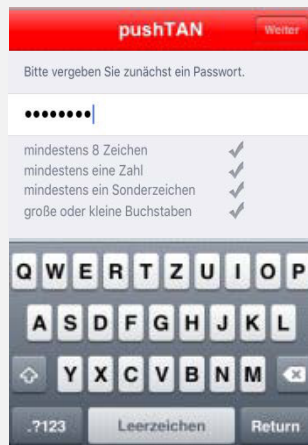 pushTAN
Weiter
Bitte vergeben Sie zunächst ein Passwort.
••••••••
mindestens 8 Zeichen
mindestens eine Zahl
mindestens ein Sonderzeichen
große oder kleine Buchstaben
Q W E R T Z U I O P
A S D F G H J K L
Y X C V B N M
.?123 Leerzeichen Return